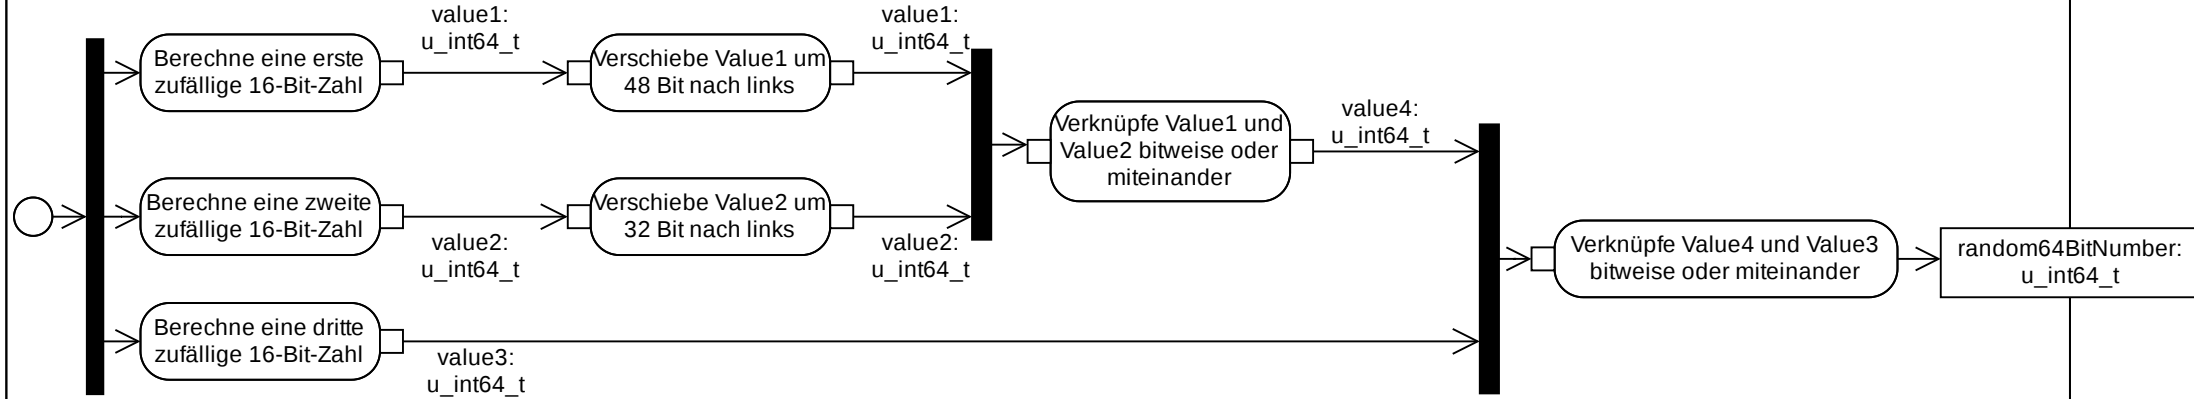 value1:
u_int64_t
value1:
u_int64_t
Berechne eine erste
zufällige 16-Bit-Zahl
Verschiebe Value1 um
48 Bit nach links
Verknüpfe Value1 und
Value2 bitweise oder
miteinander
value4:
u_int64_t
Berechne eine zweite
zufällige 16-Bit-Zahl
Verschiebe Value2 um
32 Bit nach links
value2:
u_int64_t
value2:
u_int64_t
Verknüpfe Value4 und Value3
bitweise oder miteinander
random64BitNumber:
u_int64_t
Berechne eine dritte
zufällige 16-Bit-Zahl
value3:
u_int64_t